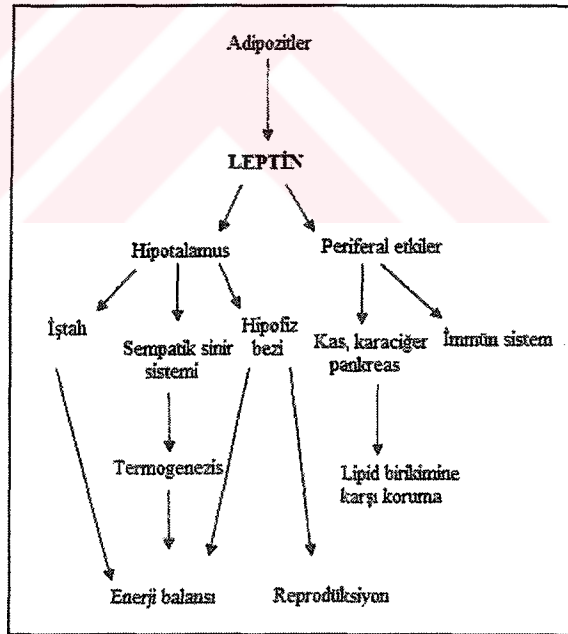 Adipozitler
LEPTİN
Hipotalamus
Periferal etkiler
İştah
Sempatik sinir
sistemi
Hipofiz
bezi
Kas, karaciğer
pankreas
İmmün sistem
Termogenezis
Lipid birikimine
karşı koruma
Enerji balansı
Reprodüksiyon